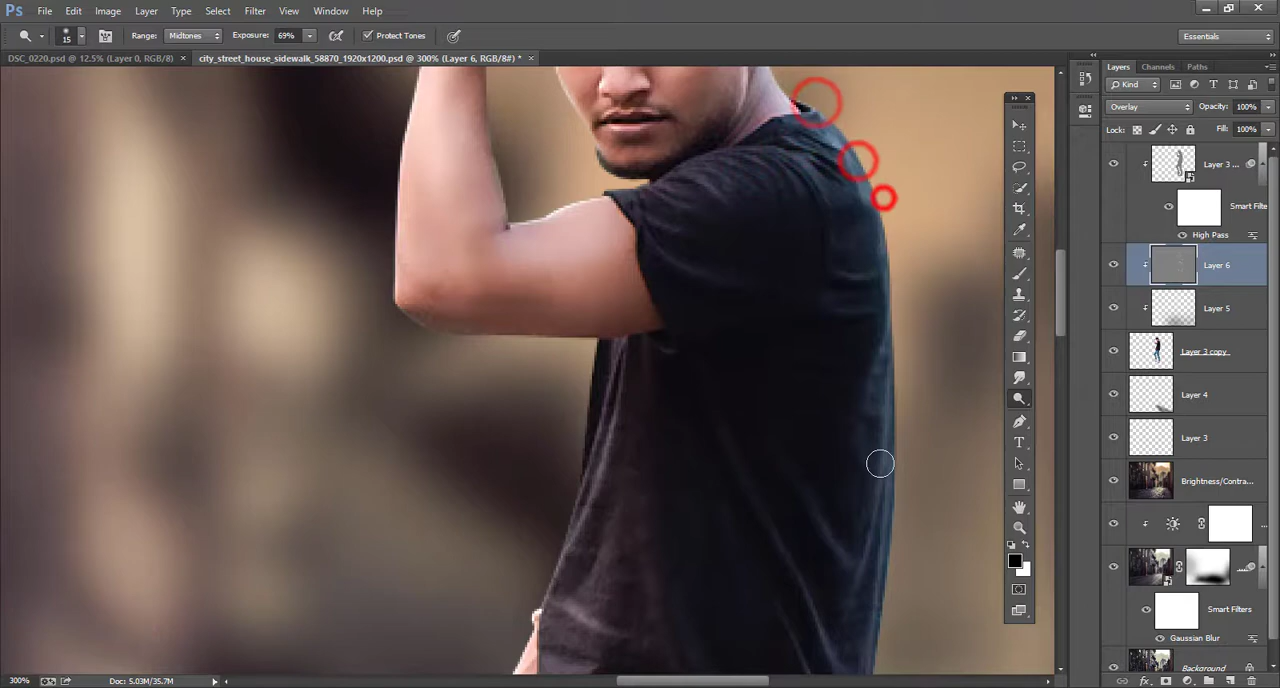 Ps File Edit Image Layer Type Select Filter View Window Help
15 Range: Midtones Exposure: 69% Protect Tones Essentials
DSC_0220.psd @ 12.5% (Layer 0, RGB/8) × city_street_house_sidewalk_58870_1920x1200.psd @ 300% (Layer 6, RGB/8#) * ×
Layers Channels Paths
Kind
Overlay Opacity: 100%
Lock: Fill: 100%
Layer 3 ...
Smart Filte
High Pass
Layer 6
Layer 5
Layer 3 copy
Layer 4
Layer 3
Brightness/Contra...
...
Smart Filters
Gaussian Blur
Background
300% Doc: 5.03M/35.7M
fx